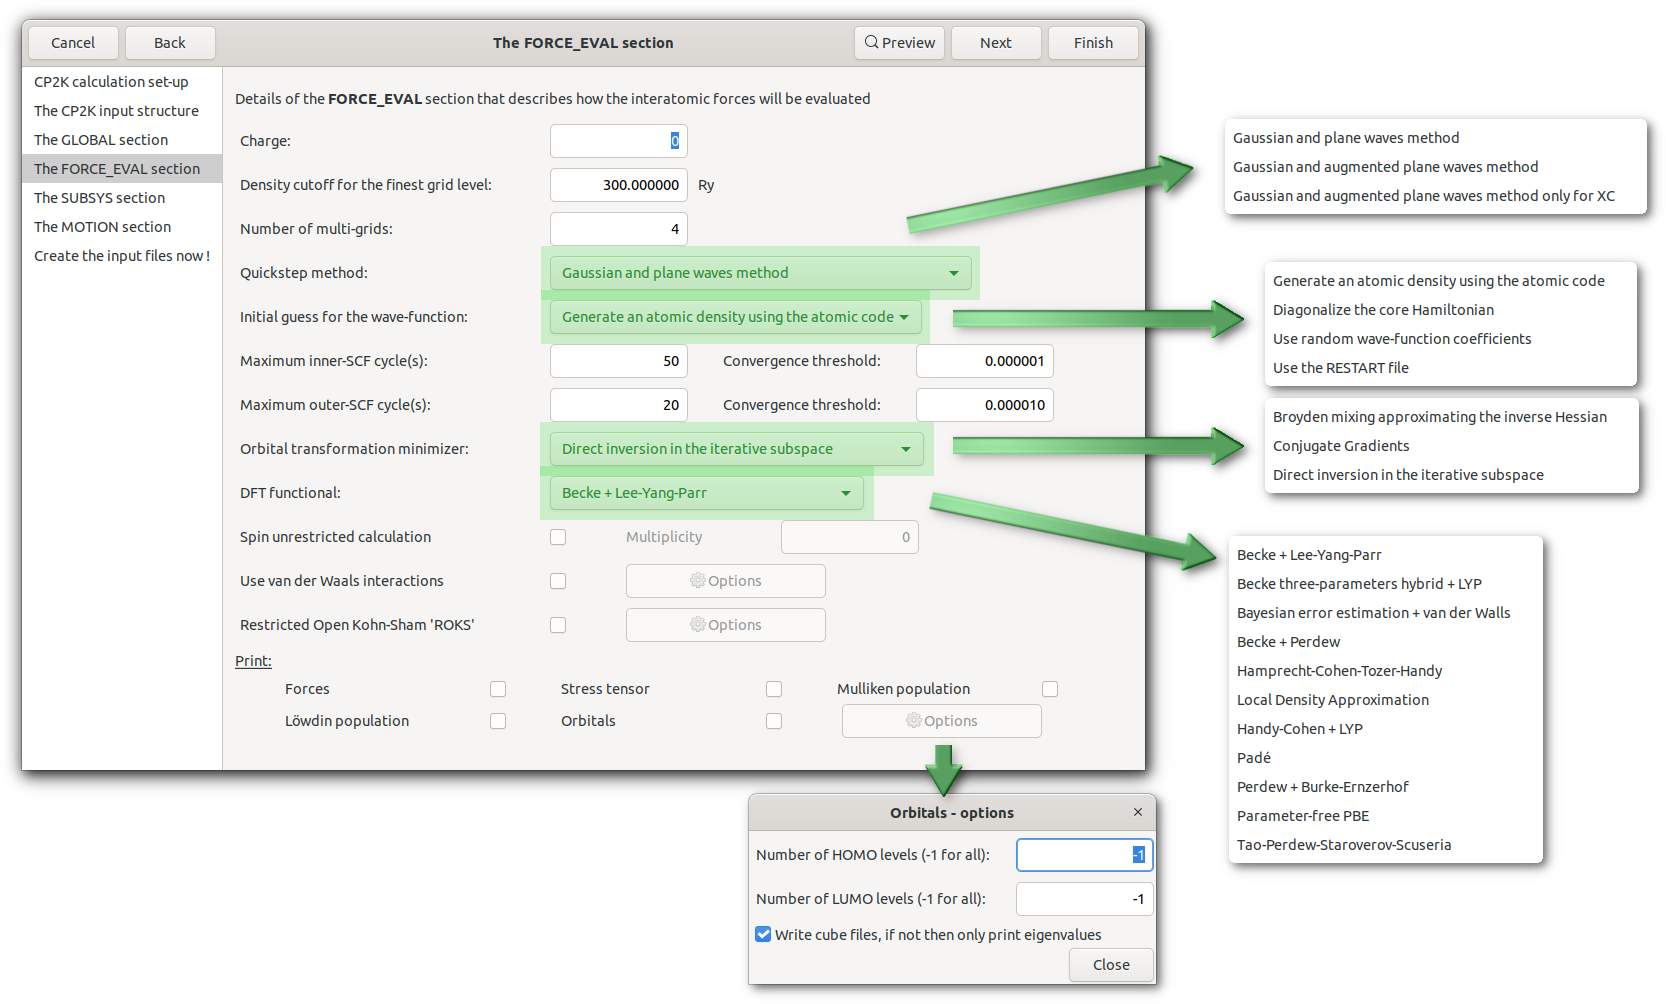 Cancel
Back
The FORCE_EVAL section
Preview
Next
Finish
CP2K calculation set-up
The CP2K input structure
The GLOBAL section
The FORCE_EVAL section
The SUBSYS section
The MOTION section
Create the input files now !
Details of the FORCE_EVAL section that describes how the interatomic forces will be evaluated
Charge: 0
Density cutoff for the finest grid level: 300.000000 Ry
Number of multi-grids: 4
Quickstep method: Gaussian and plane waves method
Initial guess for the wave-function: Generate an atomic density using the atomic code
Maximum inner-SCF cycle(s): 50 Convergence threshold: 0.000001
Maximum outer-SCF cycle(s): 20 Convergence threshold: 0.000010
Orbital transformation minimizer: Direct inversion in the iterative subspace
DFT functional: Becke + Lee-Yang-Parr
Spin unrestricted calculation Multiplicity 0
Use van der Waals interactions Options
Restricted Open Kohn-Sham 'ROKS' Options
Print:
Forces Stress tensor Mulliken population
Löwdin population Orbitals Options
Gaussian and plane waves method
Gaussian and augmented plane waves method
Gaussian and augmented plane waves method only for XC
Generate an atomic density using the atomic code
Diagonalize the core Hamiltonian
Use random wave-function coefficients
Use the RESTART file
Broyden mixing approximating the inverse Hessian
Conjugate Gradients
Direct inversion in the iterative subspace
Becke + Lee-Yang-Parr
Becke three-parameters hybrid + LYP
Bayesian error estimation + van der Walls
Becke + Perdew
Hamprecht-Cohen-Tozer-Handy
Local Density Approximation
Handy-Cohen + LYP
Padé
Perdew + Burke-Ernzerhof
Parameter-free PBE
Tao-Perdew-Staroverov-Scuseria
Orbitals - options
Number of HOMO levels (-1 for all): -1
Number of LUMO levels (-1 for all): -1
Write cube files, if not then only print eigenvalues
Close